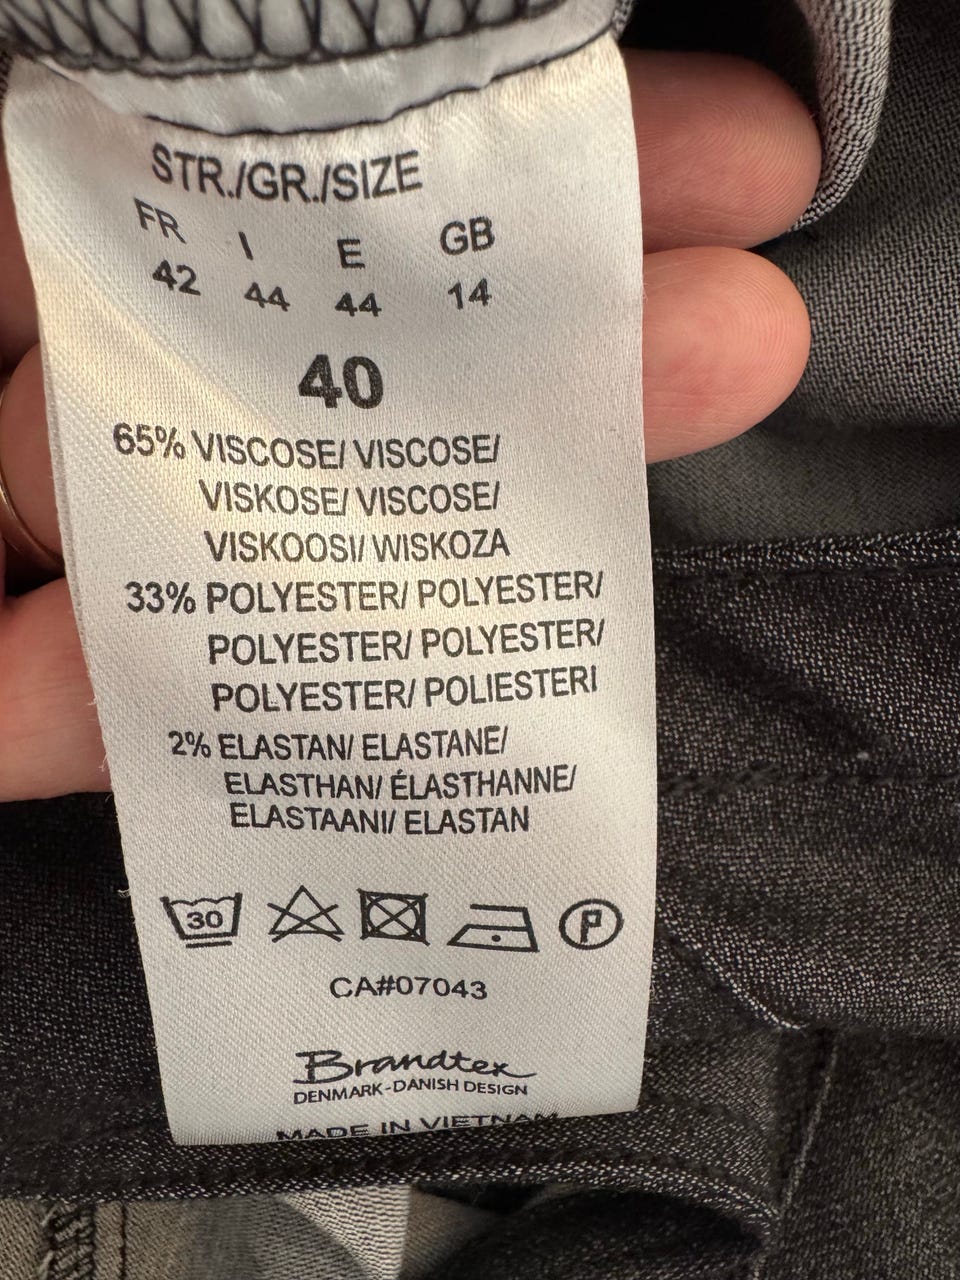 STR./GR./SIZE
FR I E GB
42 44 44 14
40
65% VISCOSE/ VISCOSE/
VISKOSE/ VISCOSE/
VISKOOSI/ WISKOZA
33% POLYESTER/ POLYESTER/
POLYESTER/ POLYESTER/
POLYESTER/ POLIESTERI
2% ELASTAN/ ELASTANE/
ELASTHAN/ ÉLASTHANNE/
ELASTAANI/ ELASTAN
30 P
CA#07043
Brandtex
DENMARK-DANISH DESIGN
MADE IN VIETNAM